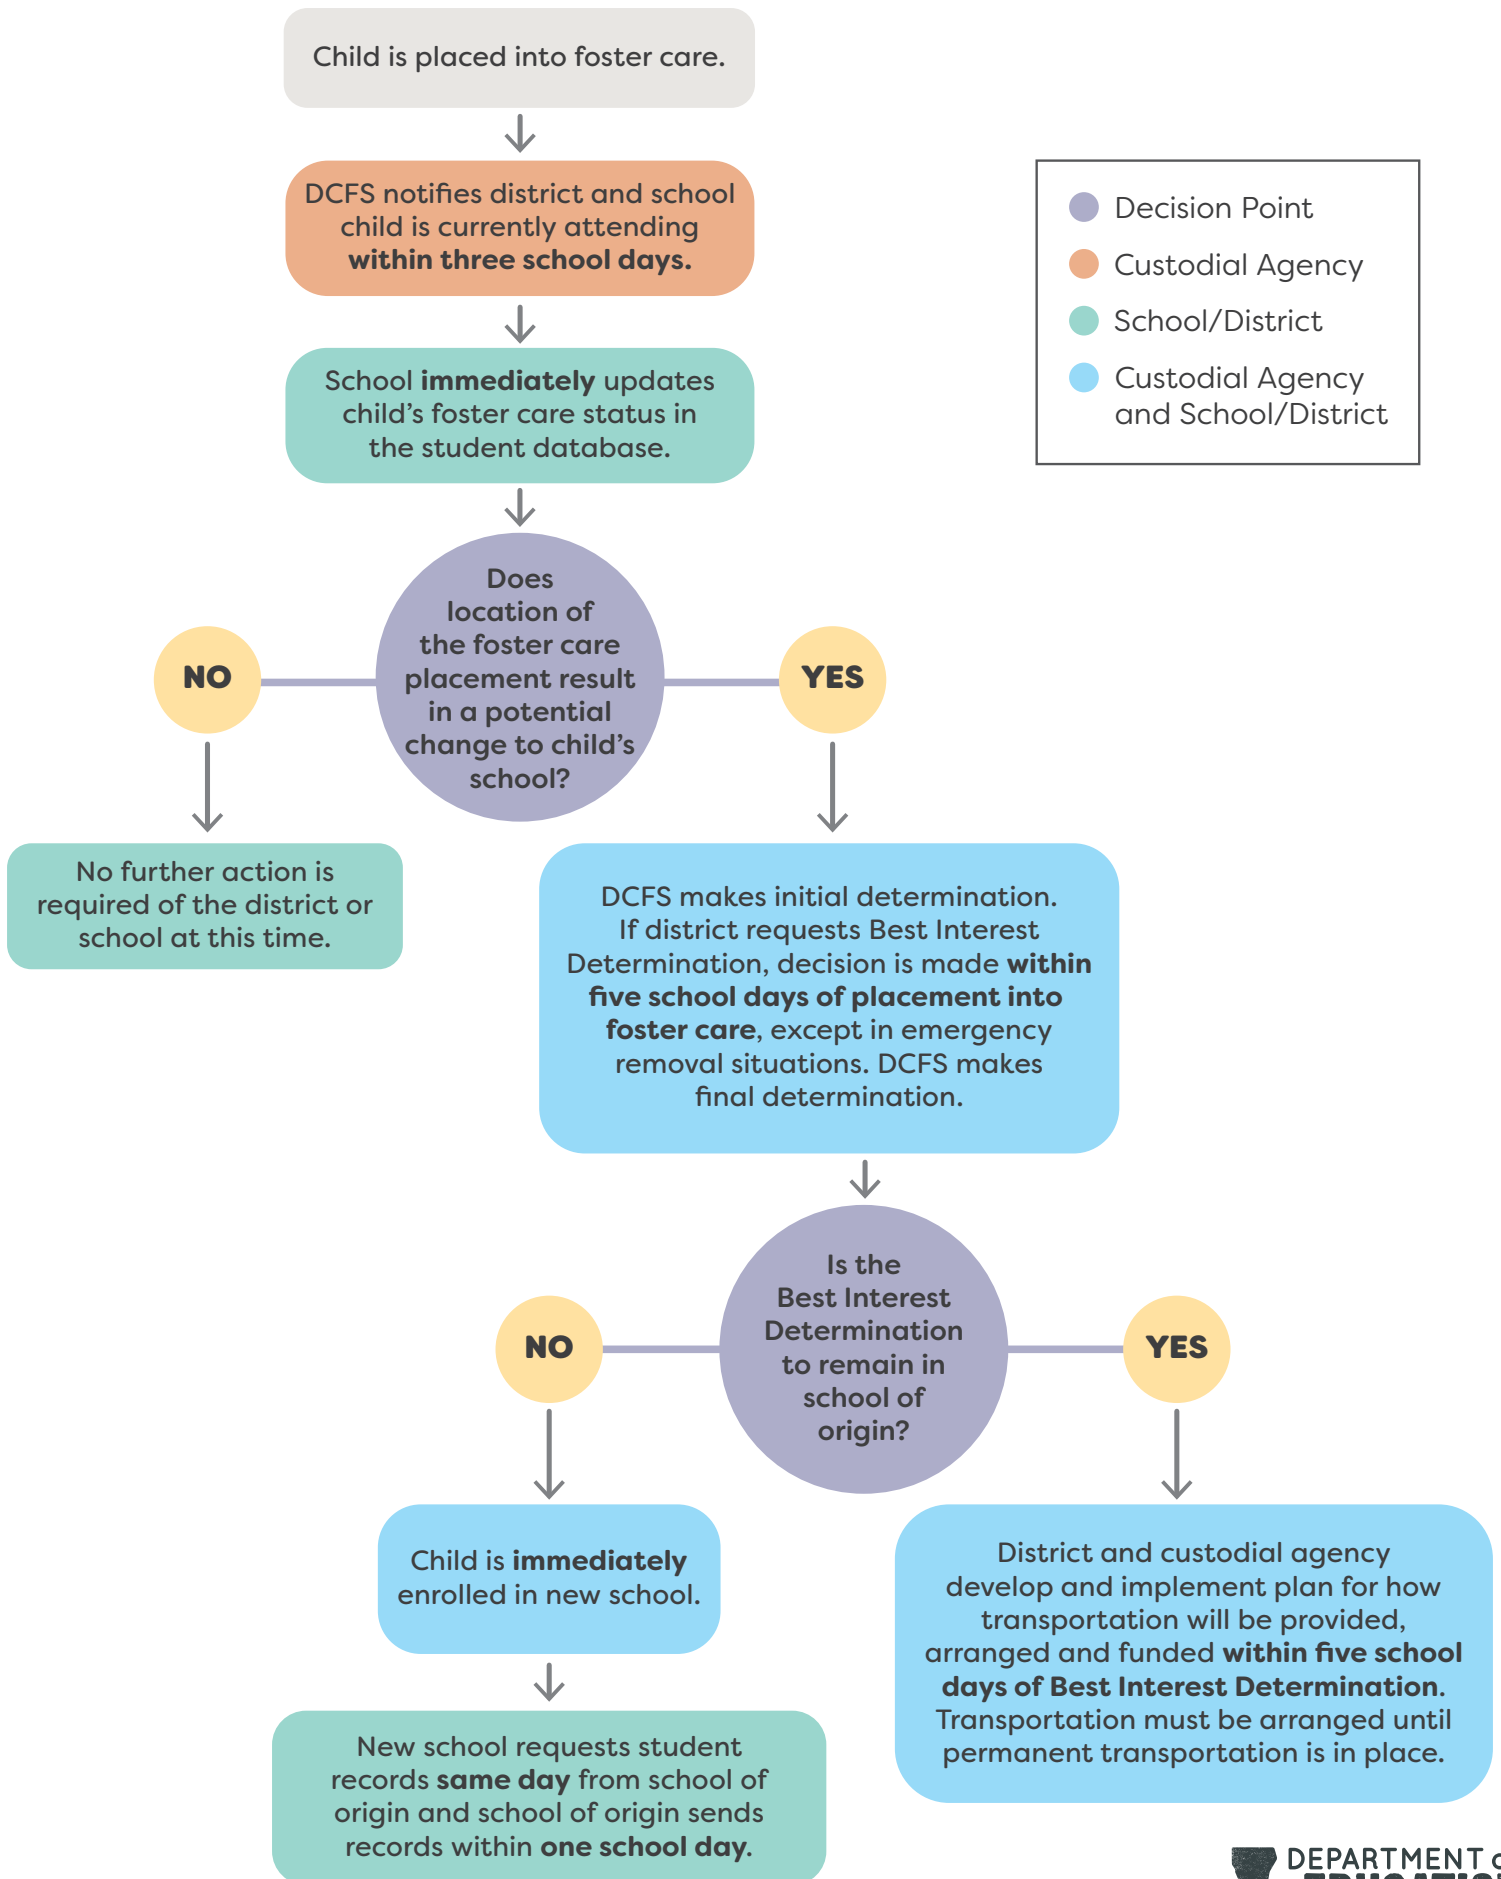 Child is placed into foster care.
DCFS notifies district and school
child is currently attending
within three school days.
Decision Point
Custodial Agency
School/District
Custodial Agency
and School/District
School immediately updates
child's foster care status in
the student database.
Does
location of
the foster care
placement result
in a potential
change to child's
school?
NO
YES
No further action is
required of the district or
school at this time.
DCFS makes initial determination.
If district requests Best Interest
Determination, decision is made within
five school days of placement into
foster care, except in emergency
removal situations. DCFS makes
final determination.
Is the
Best Interest
Determination
to remain in
school of
origin?
NO
YES
Child is immediately
enrolled in new school.
New school requests student
records same day from school of
origin and school of origin sends
records within one school day.
District and custodial agency
develop and implement plan for how
transportation will be provided,
arranged and funded within five school
days of Best Interest Determination.
Transportation must be arranged until
permanent transportation is in place.
DEPARTMENT